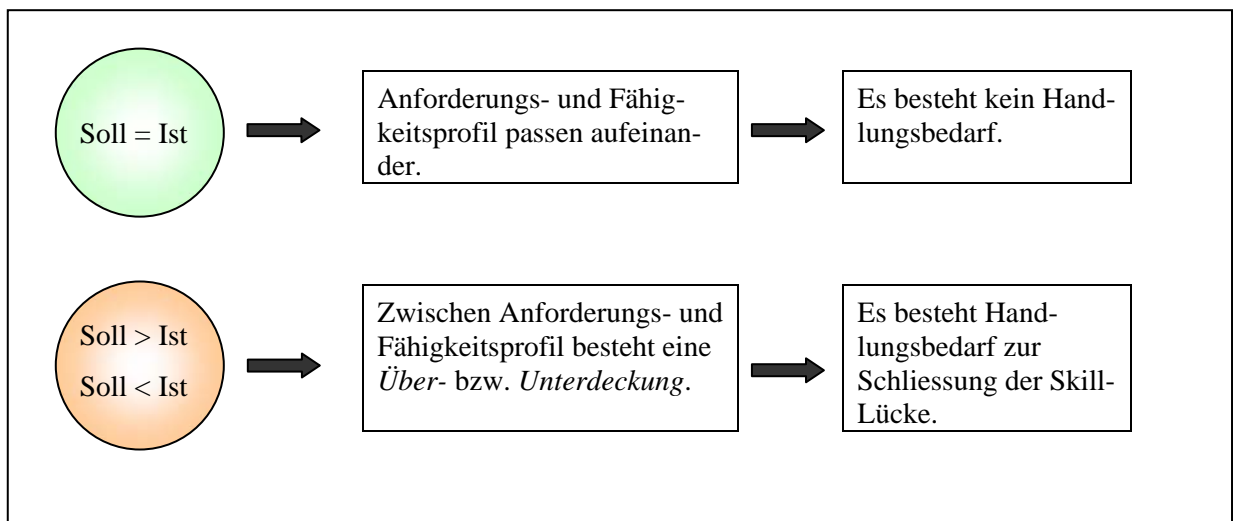 Soll = Ist
Anforderungs- und Fähig-
keitsprofil passen aufeinan-
der.
Es besteht kein Hand-
lungsbedarf.
Soll > Ist
Soll < Ist
Zwischen Anforderungs- und
Fähigkeitsprofil besteht eine
Über- bzw. Unterdeckung.
Es besteht Hand-
lungsbedarf zur
Schliessung der Skill-
Lücke.